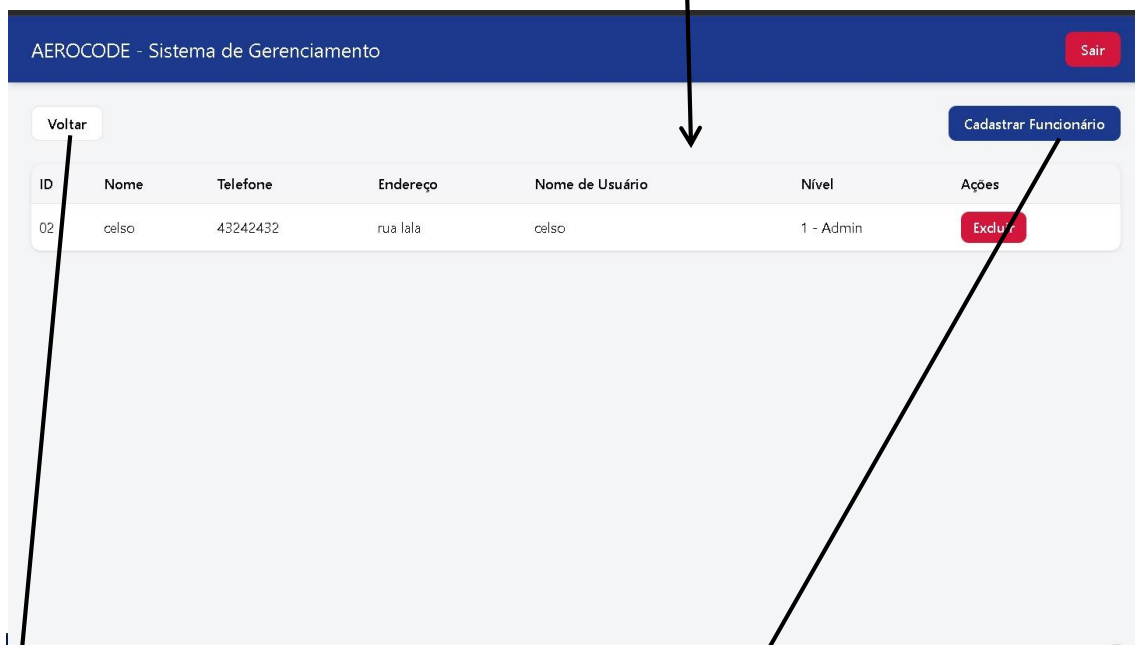 AEROCODE - Sistema de Gerenciamento
Sair
Voltar
Cadastrar Funcionário
ID Nome Telefone Endereço Nome de Usuário Nível Ações
02 celso 43242432 rua lala celso 1 - Admin Excluir